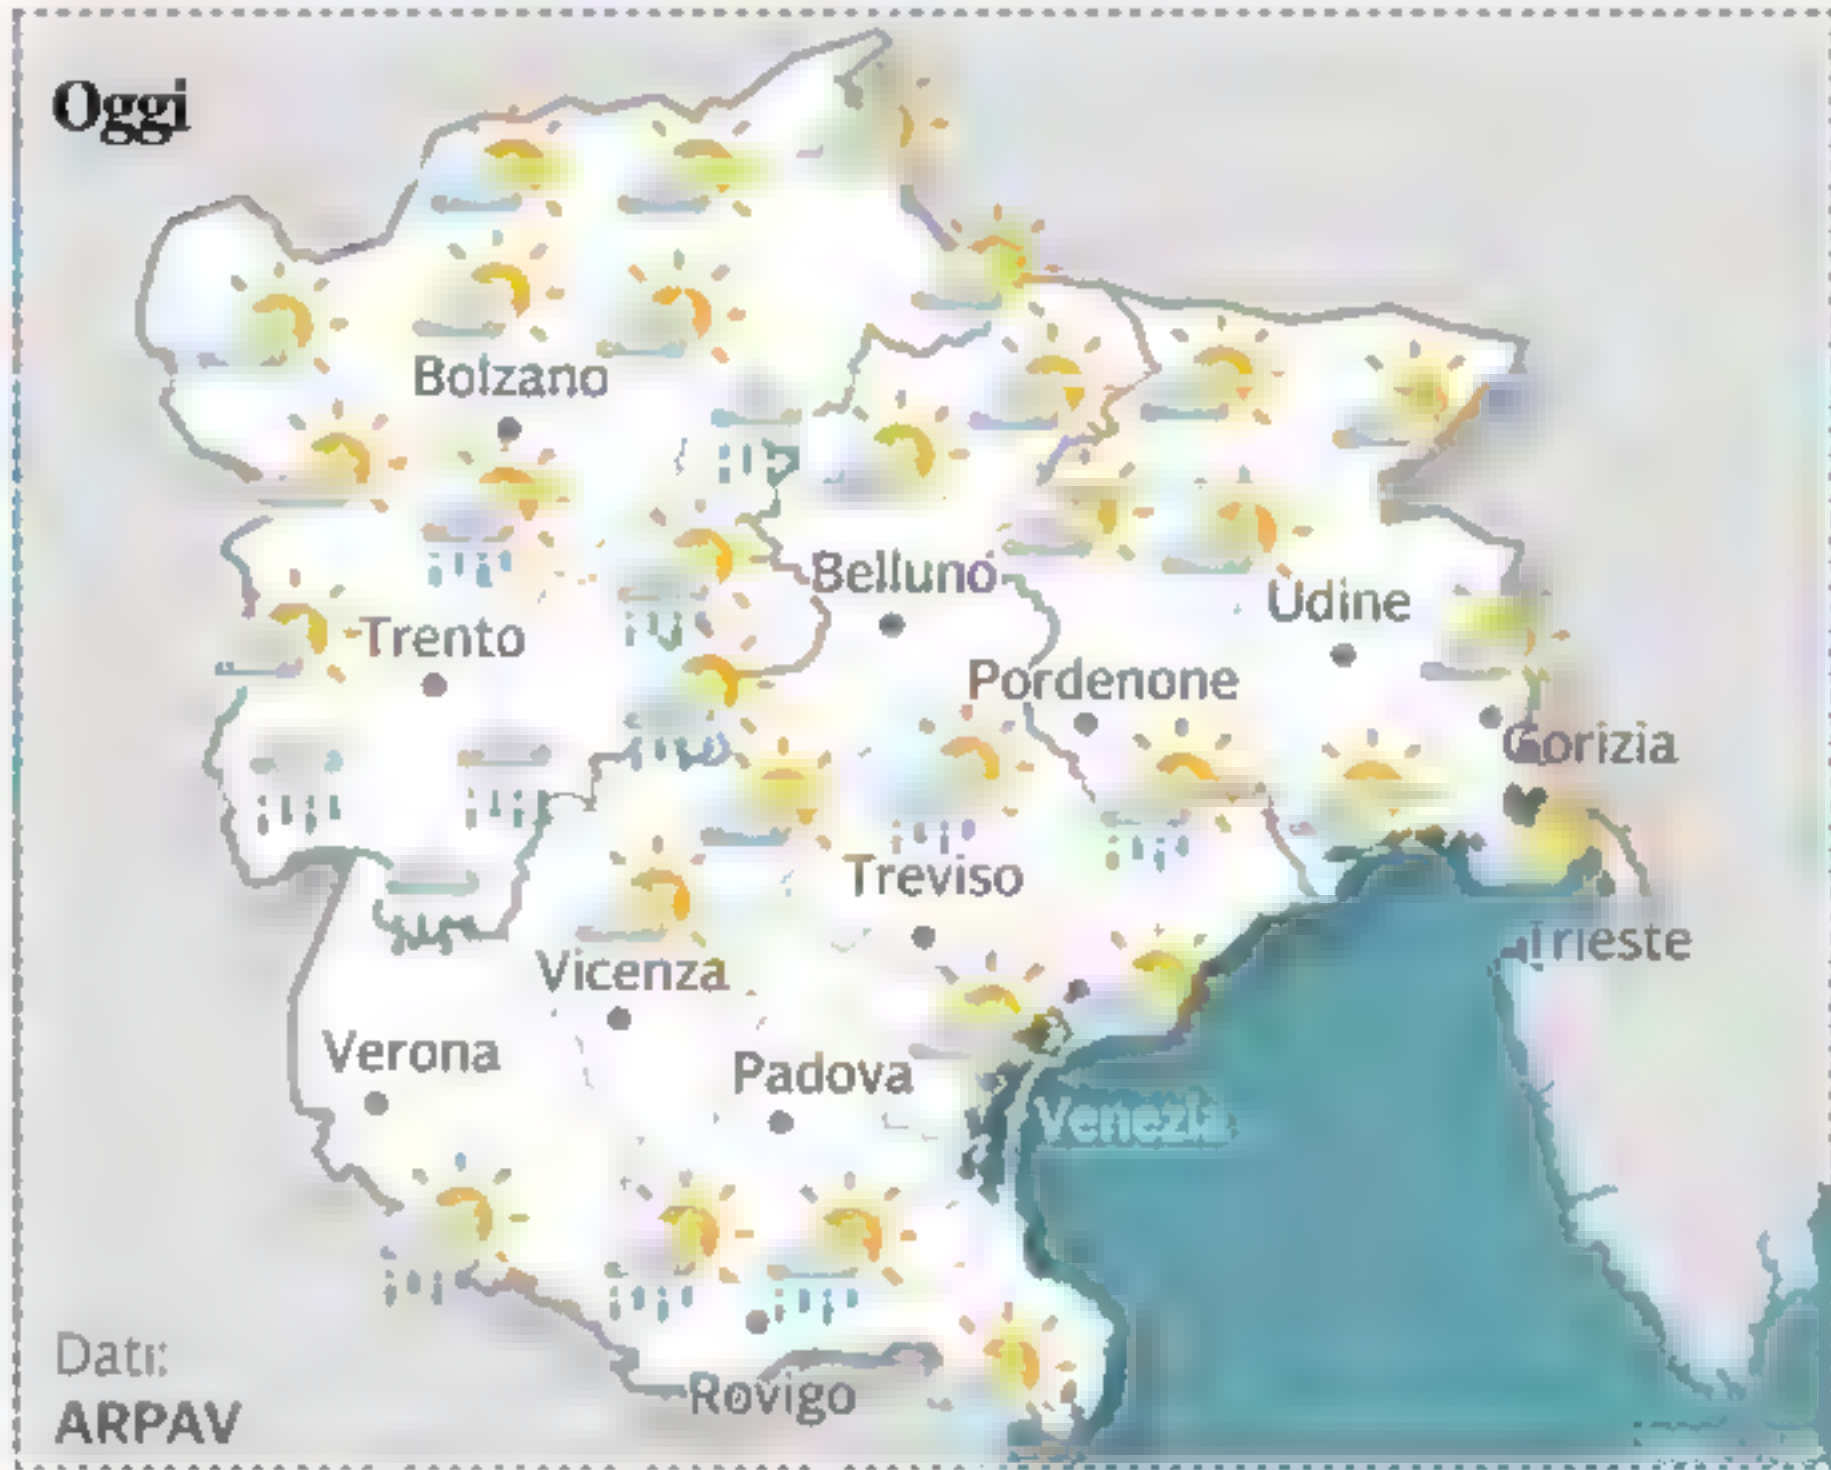 Oggi
Bolzano
Belluno
Udine
Trento
Pordenone
Gorizia
Treviso
Trieste
Vicenza
Verona
Padova
Venezia
Rovigo
Dati:
ARPAV